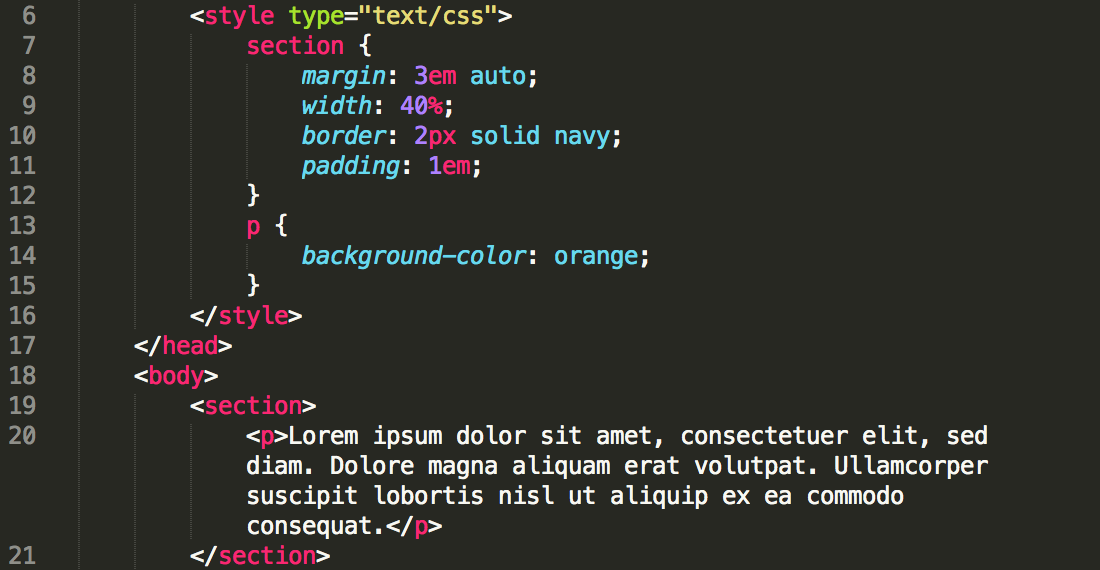 6 <style type="text/css">
7 section {
8 margin: 3em auto;
9 width: 40%;
10 border: 2px solid navy;
11 padding: 1em;
12 }
13 p {
14 background-color: orange;
15 }
16 </style>
17 </head>
18 <body>
19 <section>
20 <p>Lorem ipsum dolor sit amet, consectetuer elit, sed
diam. Dolore magna aliquam erat volutpat. Ullamcorper
suscipit lobortis nisl ut aliquip ex ea commodo
consequat.</p>
21 </section>